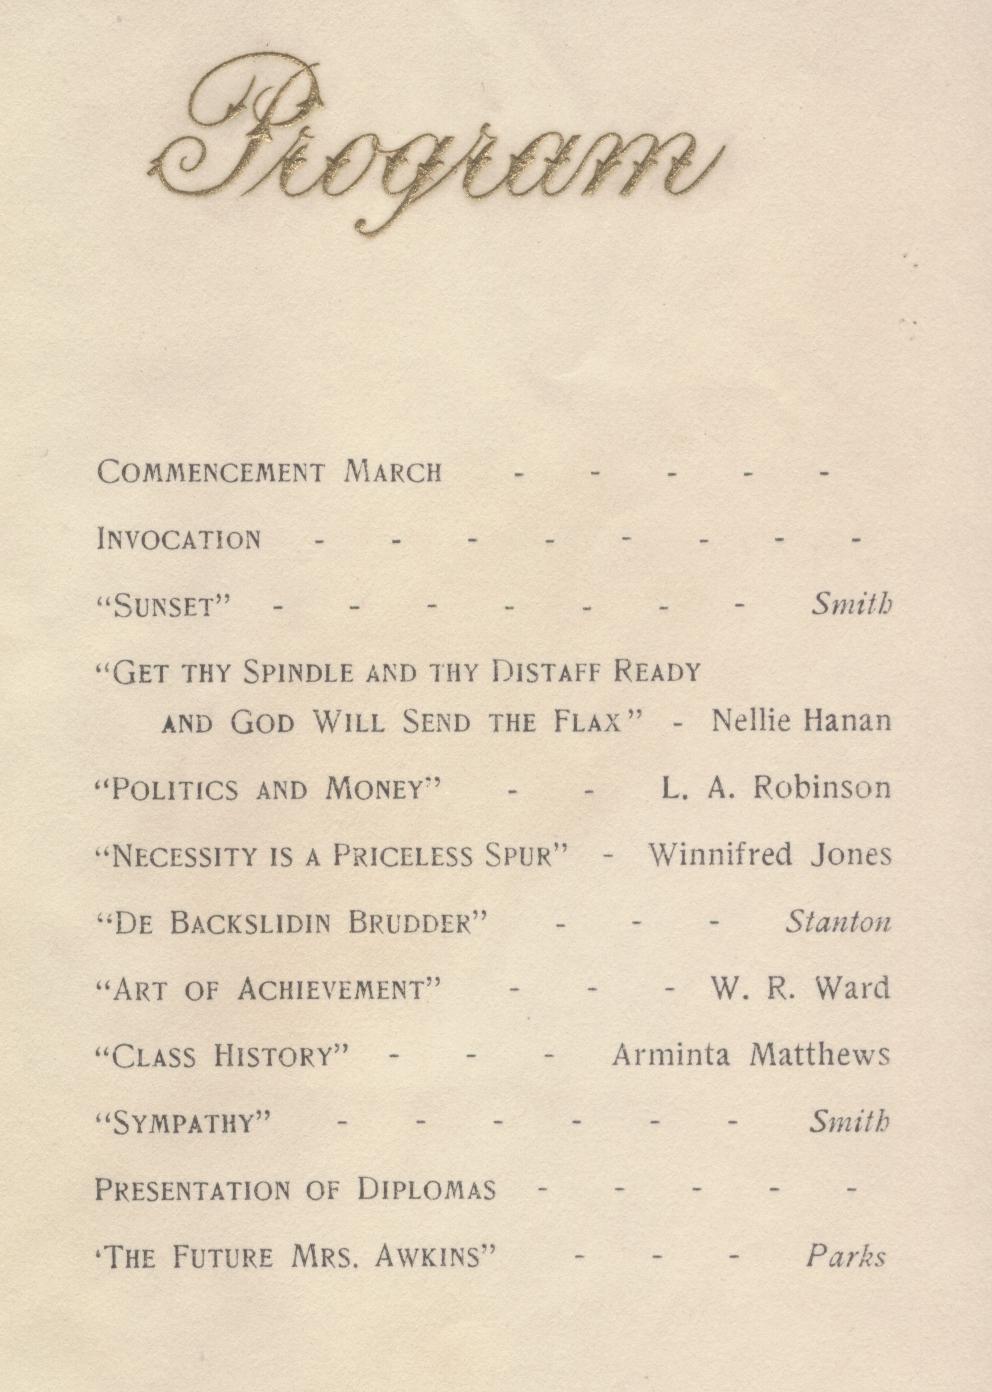 Program
COMMENCEMENT MARCH - - - - -
INVOCATION - - - - - - - -
“SUNSET” - - - - - - - Smith
“GET THY SPINDLE AND THY DISTAFF READY
AND GOD WILL SEND THE FLAX” - Nellie Hanan
“POLITICS AND MONEY” - - L. A. Robinson
“NECESSITY IS A PRICELESS SPUR” - Winnifred Jones
“DE BACKSLIDIN BRUDDER” - - - Stanton
“ART OF ACHIEVEMENT” - - - W. R. Ward
“CLASS HISTORY” - - - Arminta Matthews
“SYMPATHY” - - - - - - Smith
PRESENTATION OF DIPLOMAS - - - - -
‘THE FUTURE MRS. AWKINS” - - - Parks